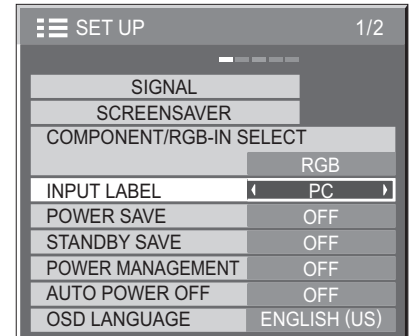 SET UP 1/2
SIGNAL
SCREENSAVER
COMPONENT/RGB-IN SELECT
RGB
INPUT LABEL PC
POWER SAVE OFF
STANDBY SAVE OFF
POWER MANAGEMENT OFF
AUTO POWER OFF OFF
OSD LANGUAGE ENGLISH (US)